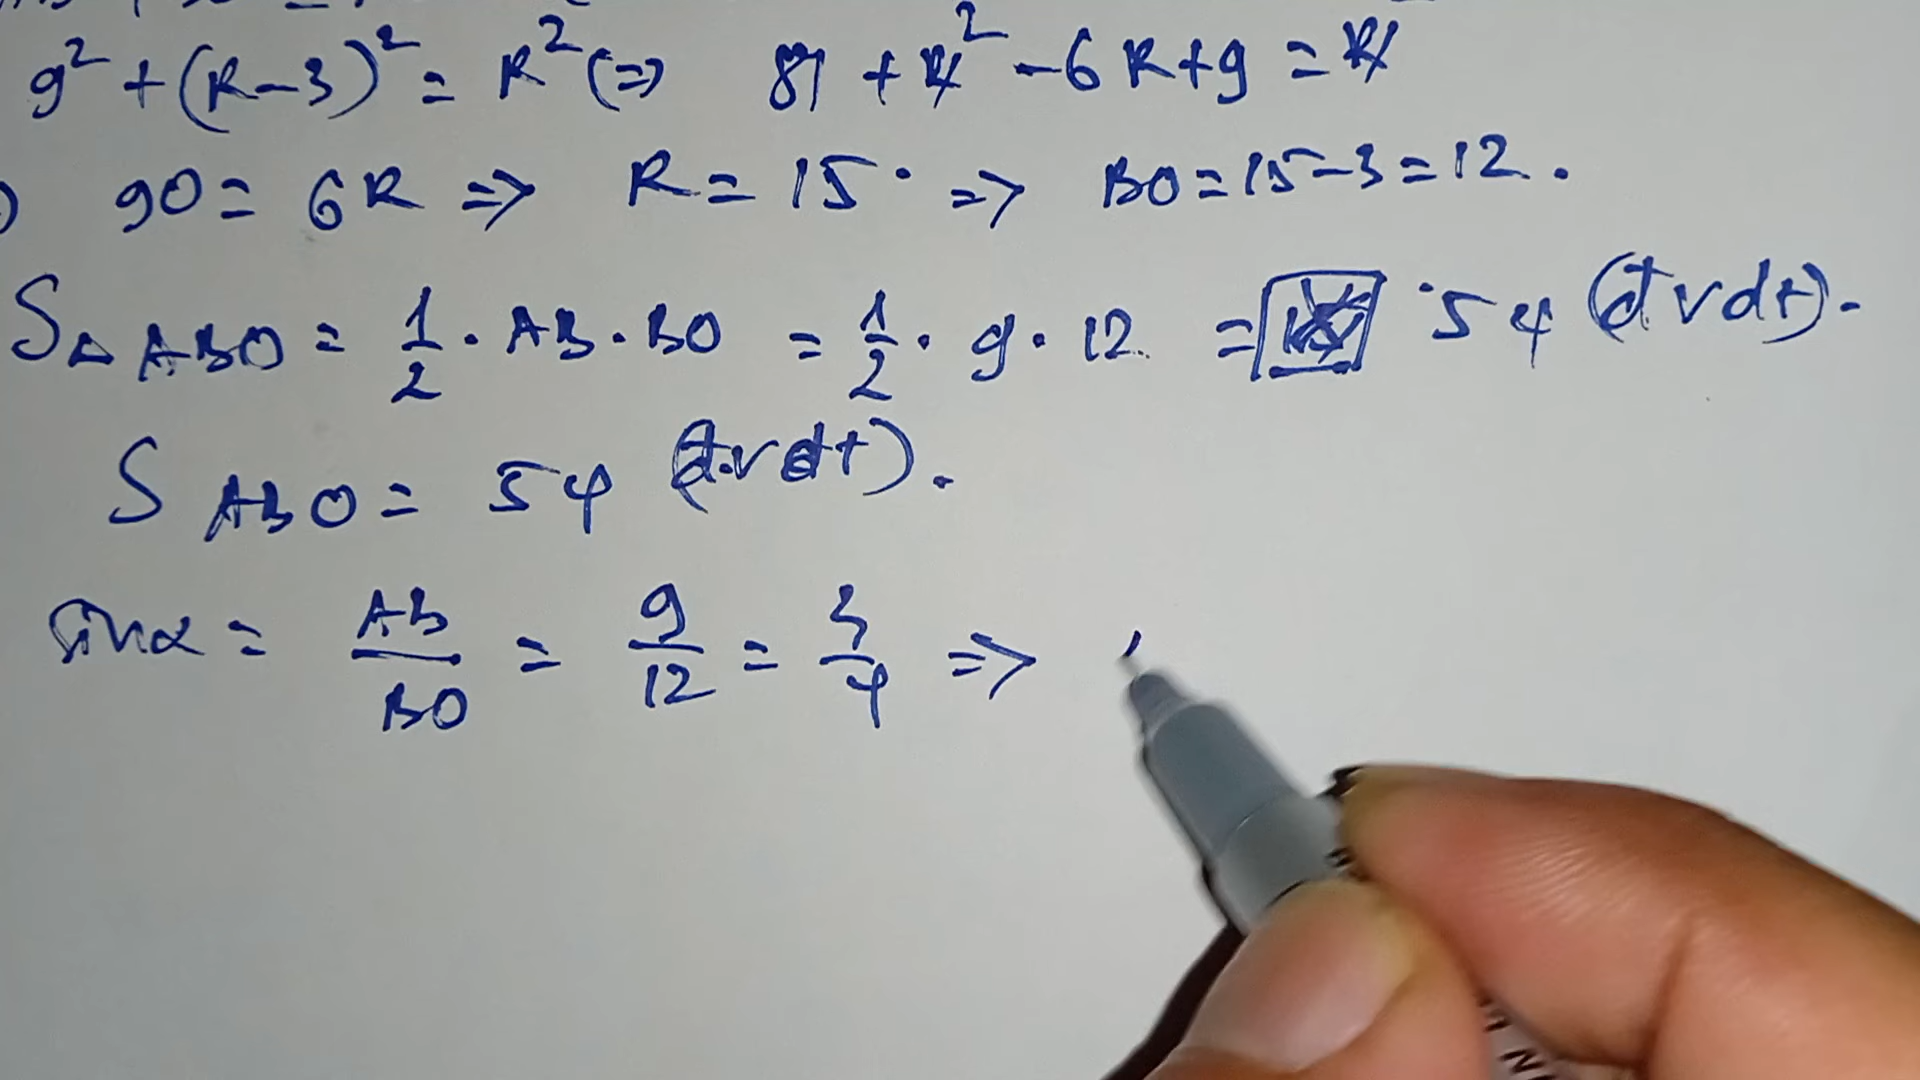 9² + (R-3)² = R² (=) 81 + R² - 6R + 9 = R
90 = 6R => R = 15. => BO = 15-3 = 12.
S△ABO = 1/2 . AB . BO = 1/2 . 9 . 12 = 54 (đvdt).
S ABO = 54 (đvdt).
sinα = AB/BO = 9/12 = 3/4 =>